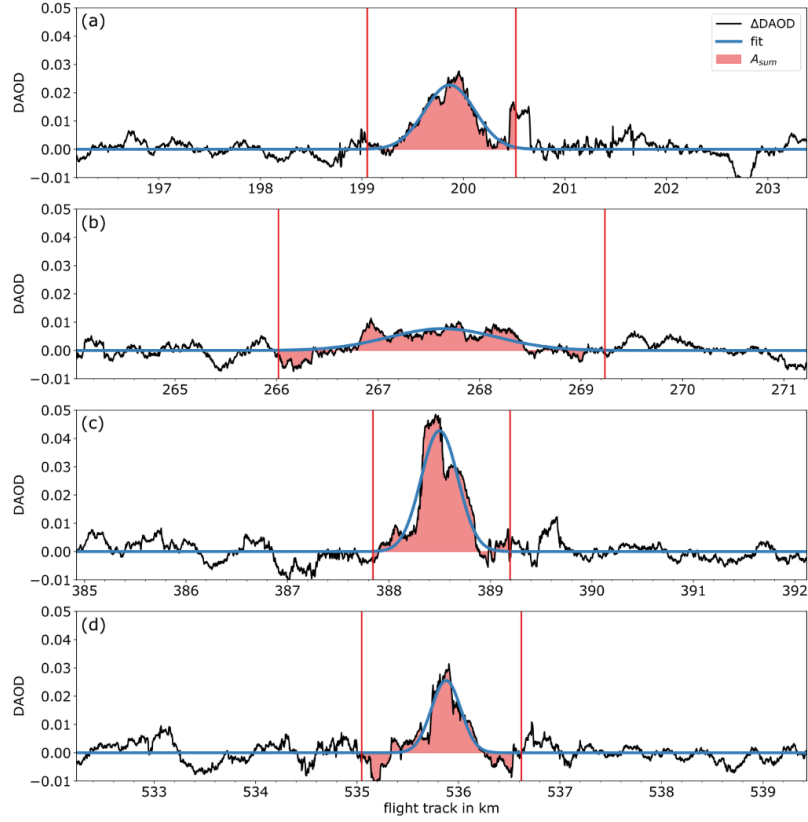 (a)
ΔDAOD
fit
A_sum
DAOD
0.05
0.04
0.03
0.02
0.01
0.00
−0.01
197 198 199 200 201 202 203
(b)
DAOD
0.05
0.04
0.03
0.02
0.01
0.00
−0.01
265 266 267 268 269 270 271
(c)
DAOD
0.05
0.04
0.03
0.02
0.01
0.00
−0.01
385 386 387 388 389 390 391 392
(d)
DAOD
0.05
0.04
0.03
0.02
0.01
0.00
−0.01
533 534 535 536 537 538 539
flight track in km